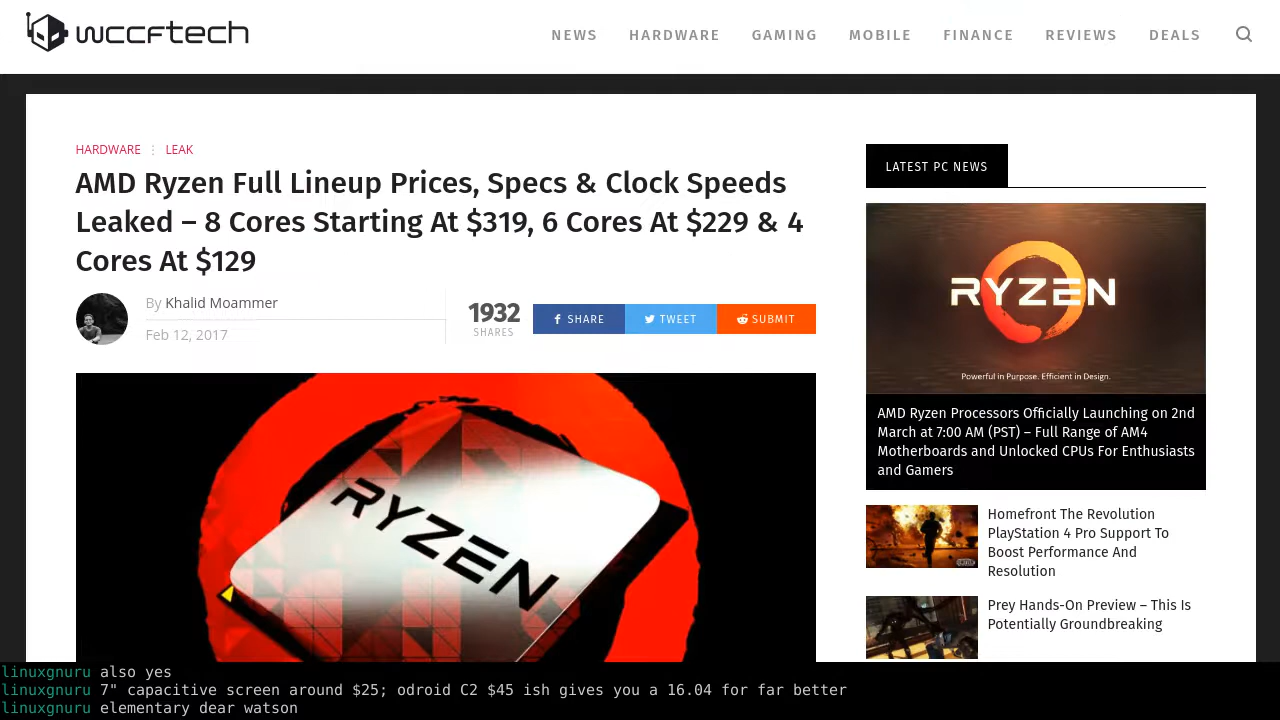 wccftech
NEWS HARDWARE GAMING MOBILE FINANCE REVIEWS DEALS
HARDWARE LEAK
AMD Ryzen Full Lineup Prices, Specs & Clock Speeds
Leaked – 8 Cores Starting At $319, 6 Cores At $229 & 4
Cores At $129
By Khalid Moammer
Feb 12, 2017
1932
SHARES
SHARE
TWEET
SUBMIT
RYZEN
LATEST PC NEWS
RYZEN
Powerful in Purpose. Efficient in Design.
AMD Ryzen Processors Officially Launching on 2nd
March at 7:00 AM (PST) – Full Range of AM4
Motherboards and Unlocked CPUs For Enthusiasts
and Gamers
Homefront The Revolution
PlayStation 4 Pro Support To
Boost Performance And
Resolution
Prey Hands-On Preview – This Is
Potentially Groundbreaking
linuxgnuru also yes
linuxgnuru 7" capacitive screen around $25; odroid C2 $45 ish gives you a 16.04 for far better
linuxgnuru elementary dear watson